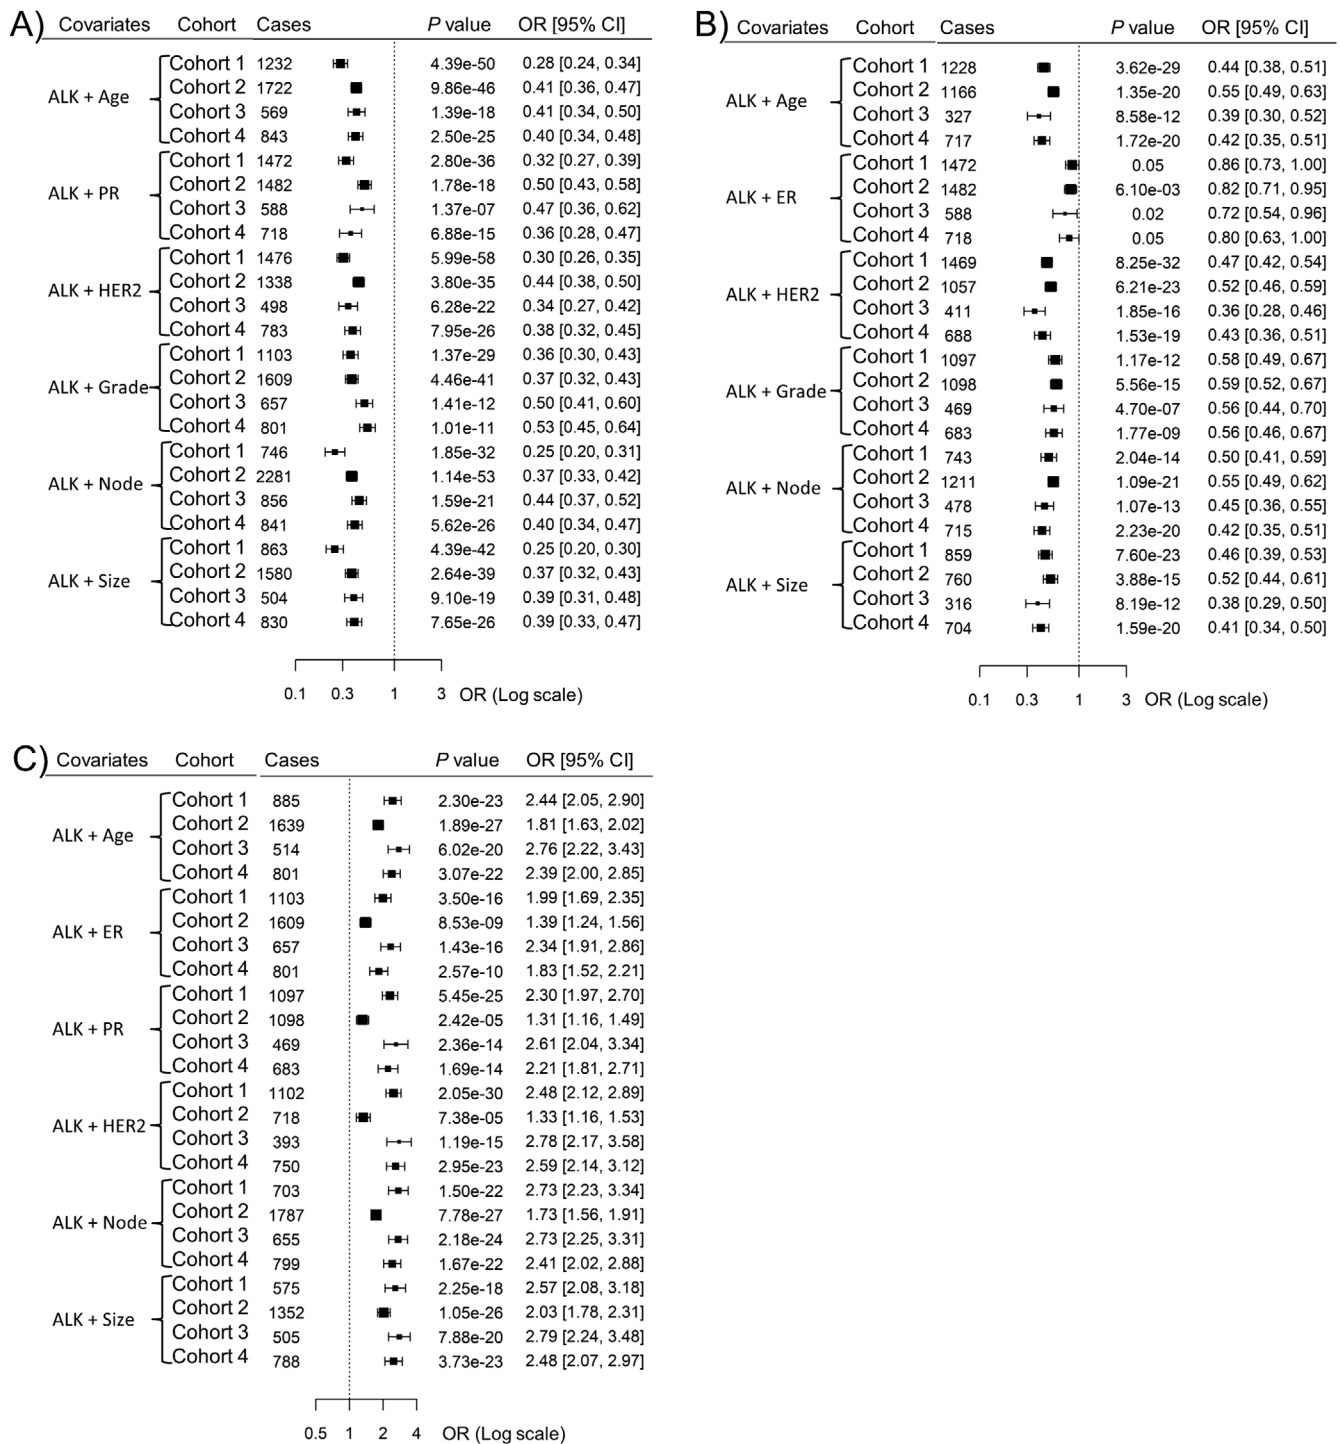 A) Covariates Cohort Cases P value OR [95% CI]
ALK + Age
Cohort 1 1232 4.39e-50 0.28 [0.24, 0.34]
Cohort 2 1722 9.86e-46 0.41 [0.36, 0.47]
Cohort 3 569 1.39e-18 0.41 [0.34, 0.50]
Cohort 4 843 2.50e-25 0.40 [0.34, 0.48]
ALK + PR
Cohort 1 1472 2.80e-36 0.32 [0.27, 0.39]
Cohort 2 1482 1.78e-18 0.50 [0.43, 0.58]
Cohort 3 588 1.37e-07 0.47 [0.36, 0.62]
Cohort 4 718 6.88e-15 0.36 [0.28, 0.47]
ALK + HER2
Cohort 1 1476 5.99e-58 0.30 [0.26, 0.35]
Cohort 2 1338 3.80e-35 0.44 [0.38, 0.50]
Cohort 3 498 6.28e-22 0.34 [0.27, 0.42]
Cohort 4 783 7.95e-26 0.38 [0.32, 0.45]
ALK + Grade
Cohort 1 1103 1.37e-29 0.36 [0.30, 0.43]
Cohort 2 1609 4.46e-41 0.37 [0.32, 0.43]
Cohort 3 657 1.41e-12 0.50 [0.41, 0.60]
Cohort 4 801 1.01e-11 0.53 [0.45, 0.64]
ALK + Node
Cohort 1 746 1.85e-32 0.25 [0.20, 0.31]
Cohort 2 2281 1.14e-53 0.37 [0.33, 0.42]
Cohort 3 856 1.59e-21 0.44 [0.37, 0.52]
Cohort 4 841 5.62e-26 0.40 [0.34, 0.47]
ALK + Size
Cohort 1 863 4.39e-42 0.25 [0.20, 0.30]
Cohort 2 1580 2.64e-39 0.37 [0.32, 0.43]
Cohort 3 504 9.10e-19 0.39 [0.31, 0.48]
Cohort 4 830 7.65e-26 0.39 [0.33, 0.47]
0.1 0.3 1 3 OR (Log scale)
B) Covariates Cohort Cases P value OR [95% CI]
ALK + Age
Cohort 1 1228 3.62e-29 0.44 [0.38, 0.51]
Cohort 2 1166 1.35e-20 0.55 [0.49, 0.63]
Cohort 3 327 8.58e-12 0.39 [0.30, 0.52]
Cohort 4 717 1.72e-20 0.42 [0.35, 0.51]
ALK + ER
Cohort 1 1472 0.05 0.86 [0.73, 1.00]
Cohort 2 1482 6.10e-03 0.82 [0.71, 0.95]
Cohort 3 588 0.02 0.72 [0.54, 0.96]
Cohort 4 718 0.05 0.80 [0.63, 1.00]
ALK + HER2
Cohort 1 1469 8.25e-32 0.47 [0.42, 0.54]
Cohort 2 1057 6.21e-23 0.52 [0.46, 0.59]
Cohort 3 411 1.85e-16 0.36 [0.28, 0.46]
Cohort 4 688 1.53e-19 0.43 [0.36, 0.51]
ALK + Grade
Cohort 1 1097 1.17e-12 0.58 [0.49, 0.67]
Cohort 2 1098 5.56e-15 0.59 [0.52, 0.67]
Cohort 3 469 4.70e-07 0.56 [0.44, 0.70]
Cohort 4 683 1.77e-09 0.56 [0.46, 0.67]
ALK + Node
Cohort 1 743 2.04e-14 0.50 [0.41, 0.59]
Cohort 2 1211 1.09e-21 0.55 [0.49, 0.62]
Cohort 3 478 1.07e-13 0.45 [0.36, 0.55]
Cohort 4 715 2.23e-20 0.42 [0.35, 0.51]
ALK + Size
Cohort 1 859 7.60e-23 0.46 [0.39, 0.53]
Cohort 2 760 3.88e-15 0.52 [0.44, 0.61]
Cohort 3 316 8.19e-12 0.38 [0.29, 0.50]
Cohort 4 704 1.59e-20 0.41 [0.34, 0.50]
0.1 0.3 1 3 OR (Log scale)
C) Covariates Cohort Cases P value OR [95% CI]
ALK + Age
Cohort 1 885 2.30e-23 2.44 [2.05, 2.90]
Cohort 2 1639 1.89e-27 1.81 [1.63, 2.02]
Cohort 3 514 6.02e-20 2.76 [2.22, 3.43]
Cohort 4 801 3.07e-22 2.39 [2.00, 2.85]
ALK + ER
Cohort 1 1103 3.50e-16 1.99 [1.69, 2.35]
Cohort 2 1609 8.53e-09 1.39 [1.24, 1.56]
Cohort 3 657 1.43e-16 2.34 [1.91, 2.86]
Cohort 4 801 2.57e-10 1.83 [1.52, 2.21]
ALK + PR
Cohort 1 1097 5.45e-25 2.30 [1.97, 2.70]
Cohort 2 1098 2.42e-05 1.31 [1.16, 1.49]
Cohort 3 469 2.36e-14 2.61 [2.04, 3.34]
Cohort 4 683 1.69e-14 2.21 [1.81, 2.71]
ALK + HER2
Cohort 1 1102 2.05e-30 2.48 [2.12, 2.89]
Cohort 2 718 7.38e-05 1.33 [1.16, 1.53]
Cohort 3 393 1.19e-15 2.78 [2.17, 3.58]
Cohort 4 750 2.95e-23 2.59 [2.14, 3.12]
ALK + Node
Cohort 1 703 1.50e-22 2.73 [2.23, 3.34]
Cohort 2 1787 7.78e-27 1.73 [1.56, 1.91]
Cohort 3 655 2.18e-24 2.73 [2.25, 3.31]
Cohort 4 799 1.67e-22 2.41 [2.02, 2.88]
ALK + Size
Cohort 1 575 2.25e-18 2.57 [2.08, 3.18]
Cohort 2 1352 1.05e-26 2.03 [1.78, 2.31]
Cohort 3 505 7.88e-20 2.79 [2.24, 3.48]
Cohort 4 788 3.73e-23 2.48 [2.07, 2.97]
0.5 1 2 4 OR (Log scale)